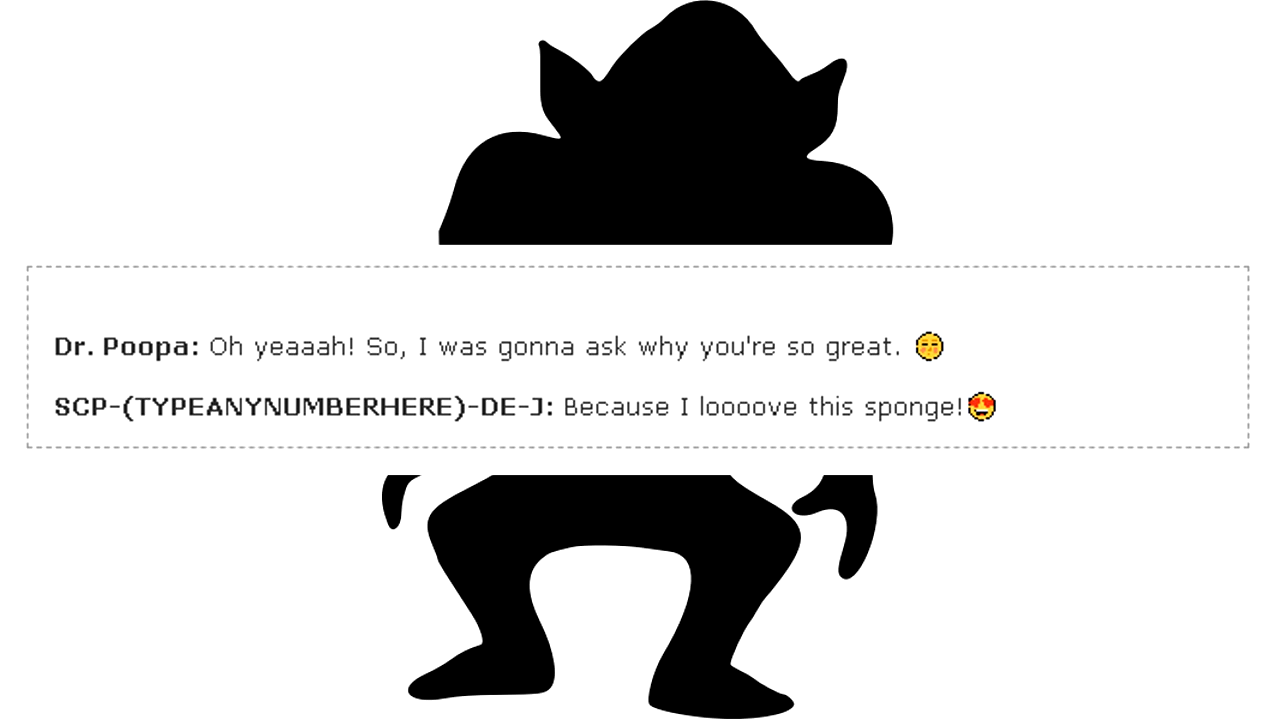 Dr. Poopa: Oh yeaaah! So, I was gonna ask why you're so great. 😚
SCP-(TYPEANYNUMBERHERE)-DE-J: Because I loooove this sponge!😍